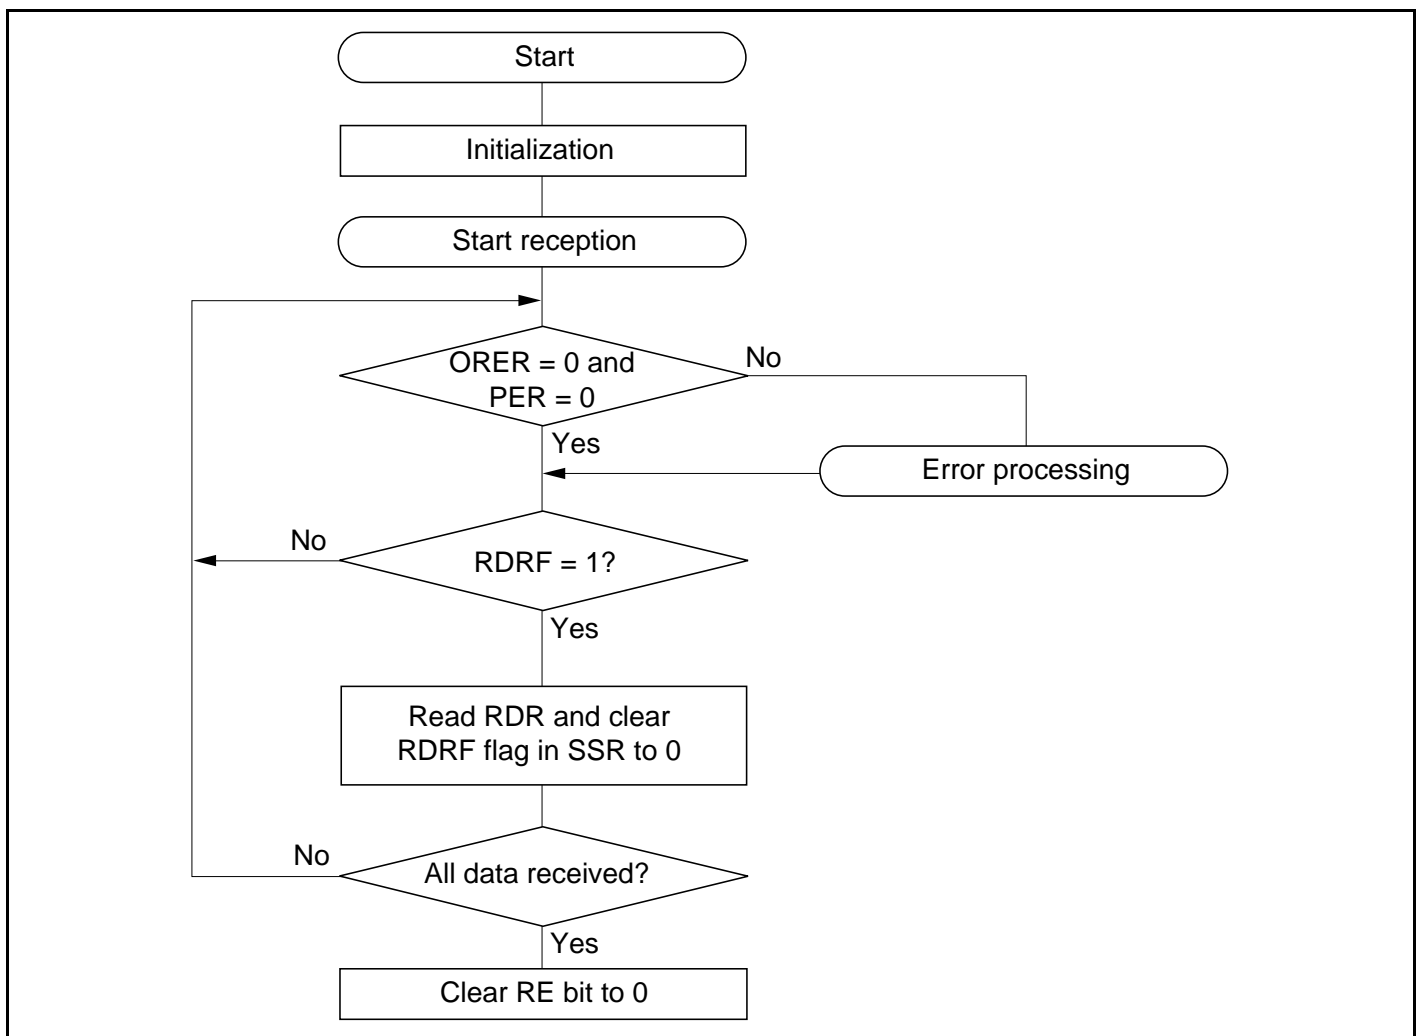 Start
Initialization
Start reception
ORER = 0 and
PER = 0
No
Yes
Error processing
No
RDRF = 1?
Yes
Read RDR and clear
RDRF flag in SSR to 0
No
All data received?
Yes
Clear RE bit to 0